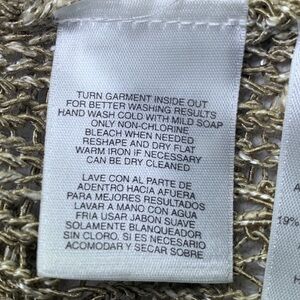 TURN GARMENT INSIDE OUT
FOR BETTER WASHING RESULTS
HAND WASH COLD WITH MILD SOAP
ONLY NON-CHLORINE
BLEACH WHEN NEEDED
RESHAPE AND DRY FLAT
WARM IRON IF NECESSARY
CAN BE DRY CLEANED
LAVE CON AL PARTE DE
ADENTRO HACIA AFUERA
PARA MEJORES RESULTADOS
LAVAR A MANO CON AGUA
FRIA USAR JABON SUAVE
SOLAMENTE BLANQUEADOR
SIN CLORO. SI ES NECESARIO
ACOMODAR Y SECAR SOBRE
19%